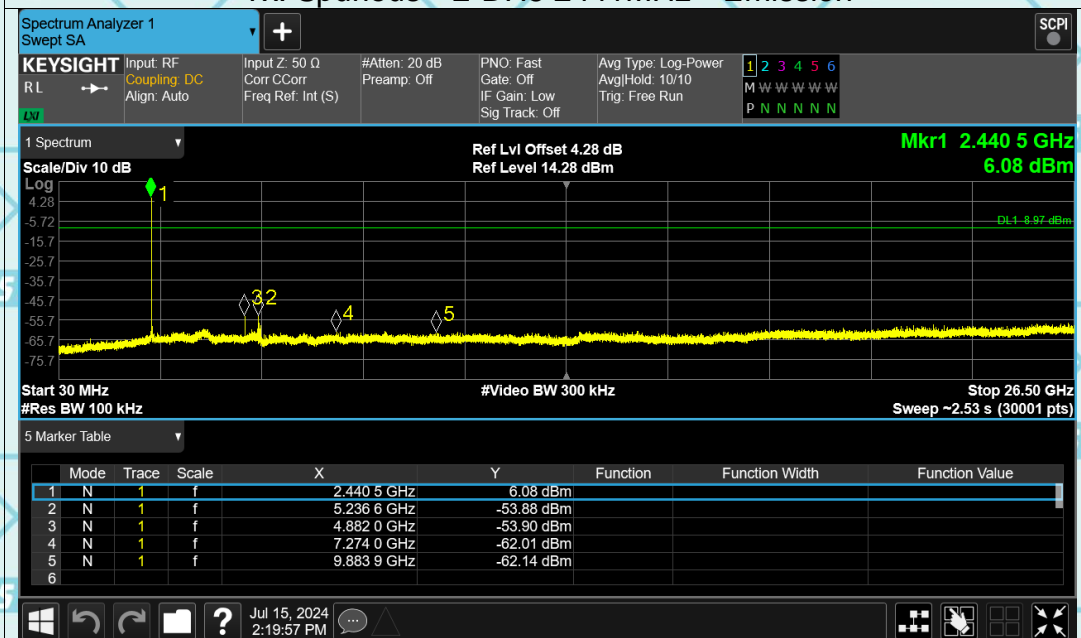 Spectrum Analyzer 1
Swept SA
+
SCPI
KEYSIGHT Input: RF Input Z: 50 Ω #Atten: 20 dB PNO: Fast Avg Type: Log-Power 1 2 3 4 5 6
RL Coupling: DC Corr CCorr Preamp: Off Gate: Off Avg|Hold: 10/10 M W W W W W
Align: Auto Freq Ref: Int (S) IF Gain: Low Trig: Free Run
LXI Sig Track: Off P N N N N N
1 Spectrum Ref Lvl Offset 4.28 dB Mkr1 2.440 5 GHz
Scale/Div 10 dB Ref Level 14.28 dBm 6.08 dBm
Log
1
4.28
-5.72 DL1 -8.97 dBm
-15.7
-25.7
-35.7
-45.7 3 2
4 5
-55.7
-65.7
-75.7
Start 30 MHz #Video BW 300 kHz Stop 26.50 GHz
#Res BW 100 kHz Sweep ~2.53 s (30001 pts)
5 Marker Table
Mode Trace Scale X Y Function Function Width Function Value
1 N 1 f 2.440 5 GHz 6.08 dBm
2 N 1 f 5.236 6 GHz -53.88 dBm
3 N 1 f 4.882 0 GHz -53.90 dBm
4 N 1 f 7.274 0 GHz -62.01 dBm
5 N 1 f 9.883 9 GHz -62.14 dBm
6
? Jul 15, 2024
2:19:57 PM